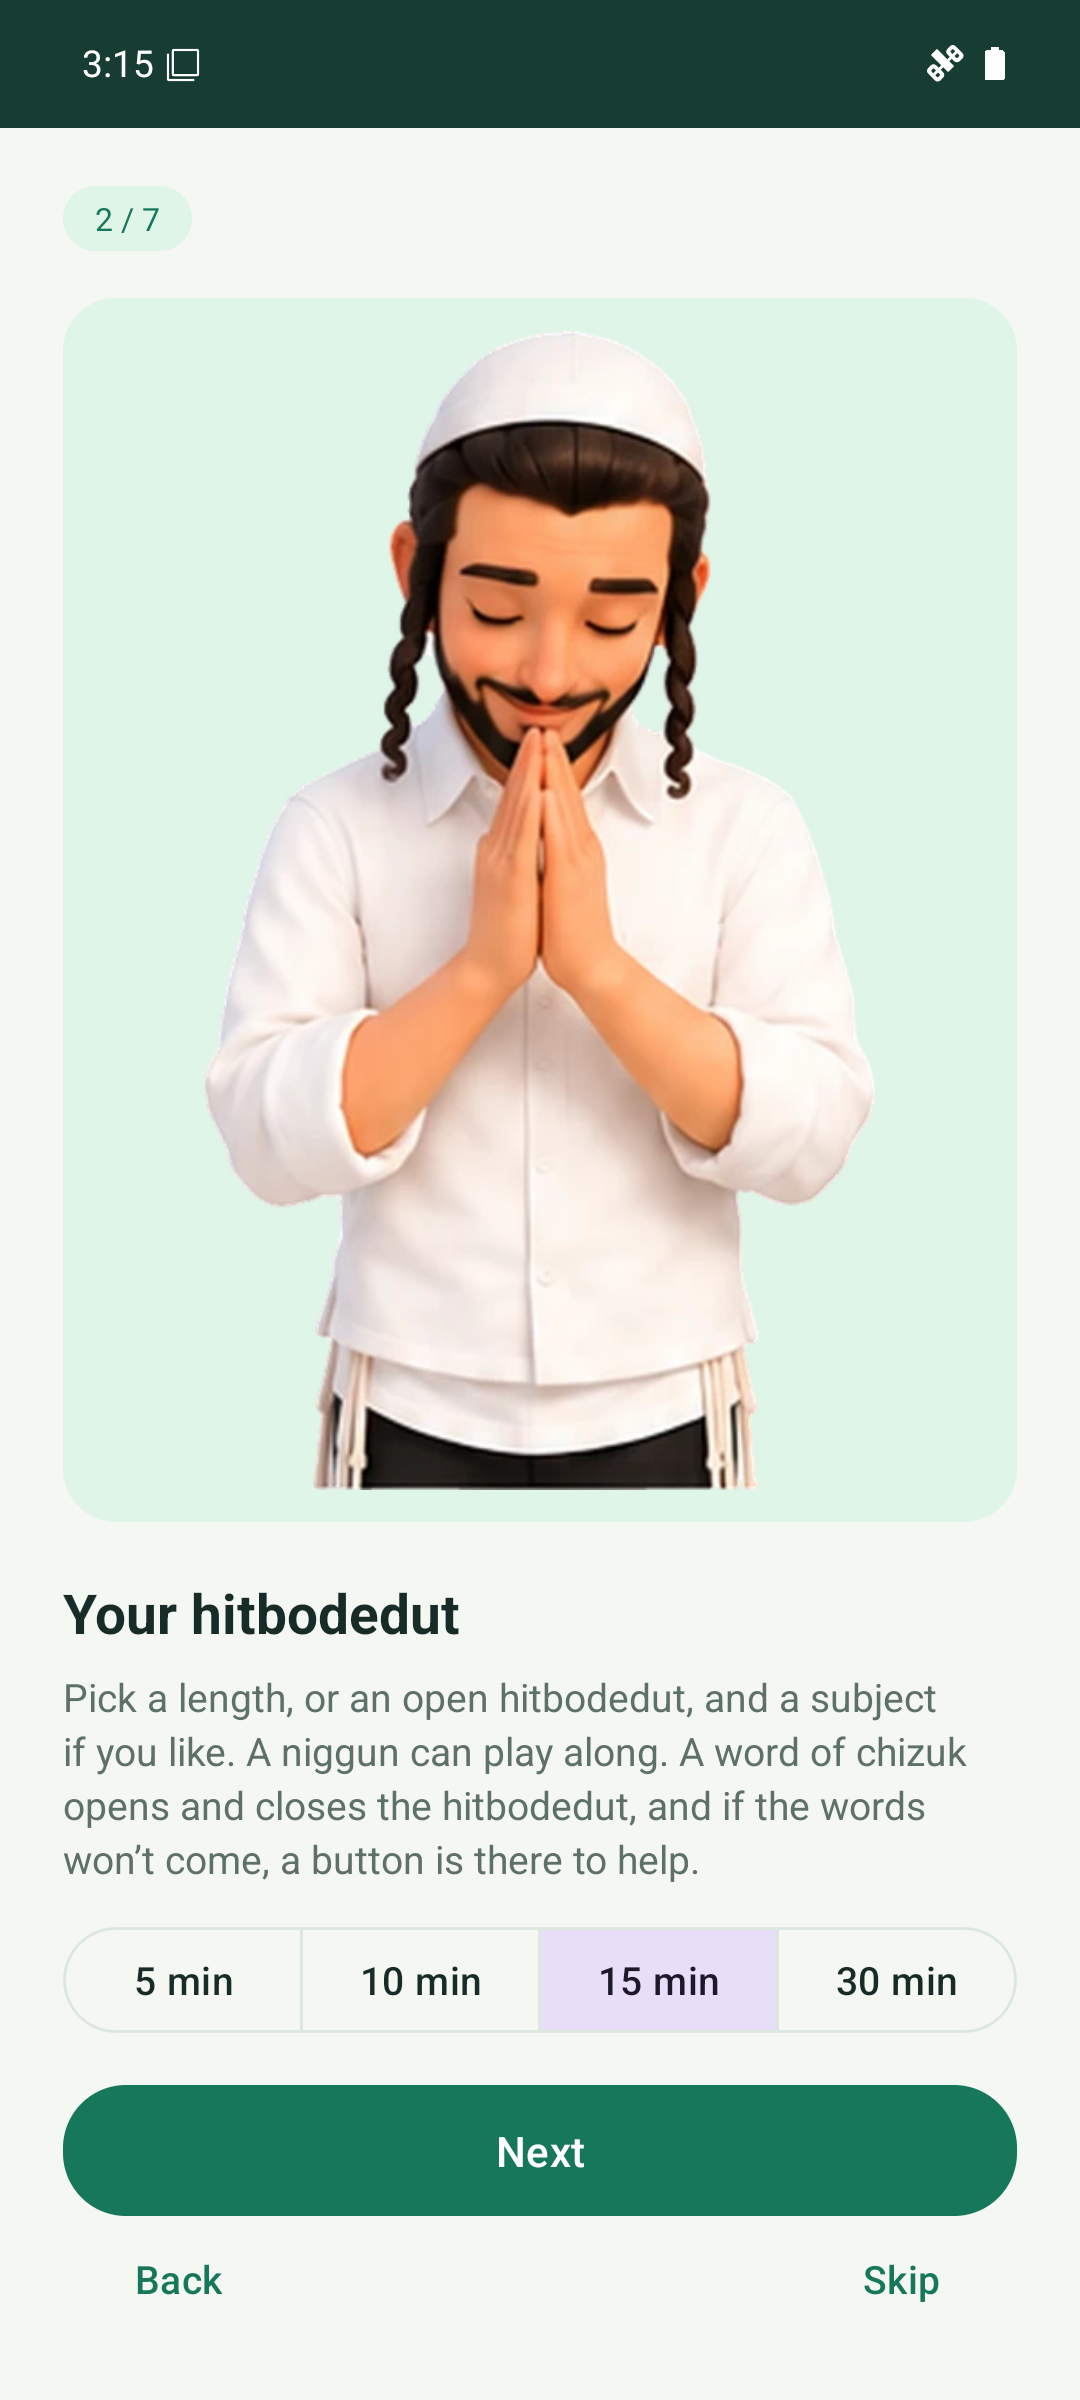 3:15
2 / 7
Your hitbodedut
Pick a length, or an open hitbodedut, and a subject
if you like. A niggun can play along. A word of chizuk
opens and closes the hitbodedut, and if the words
won’t come, a button is there to help.
5 min 10 min 15 min 30 min
Next
Back Skip